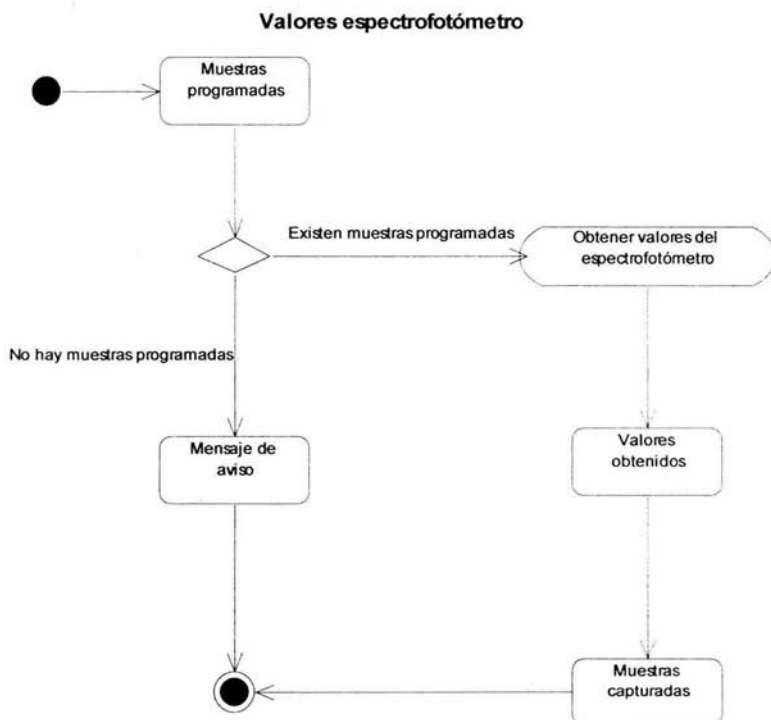 Valores espectrofotómetro
Muestras
programadas
Existen muestras programadas
Obtener valores del
espectrofotómetro
No hay muestras programadas
Mensaje de
aviso
Valores
obtenidos
Muestras
capturadas